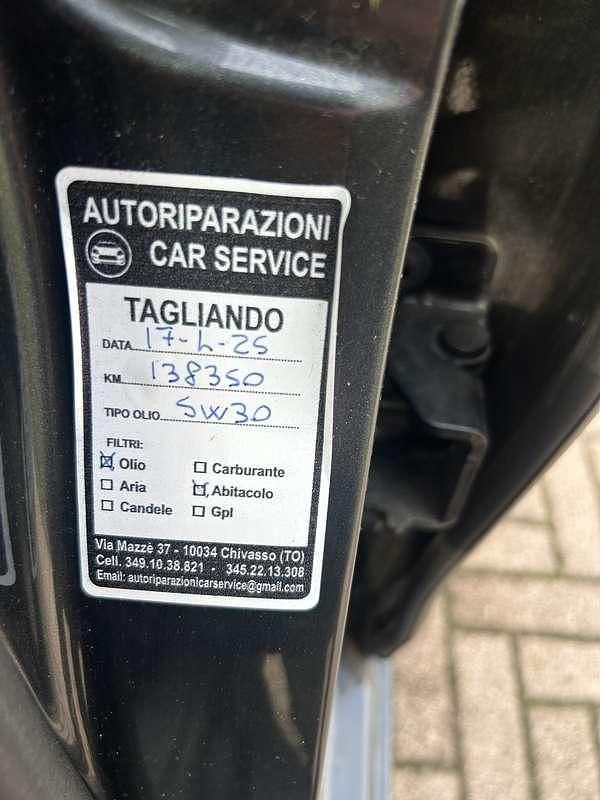 AUTORIPARAZIONI
CAR SERVICE
TAGLIANDO
DATA 17-4-25
KM 138350
TIPO OLIO 5W30
FILTRI:
Olio Carburante
Aria Abitacolo
Candele Gpl
Via Mazzè 37 - 10034 Chivasso (TO)
Cell. 349.10.38.821 - 345.22.13.308
Email: autoriparazionicarservice@gmail.com